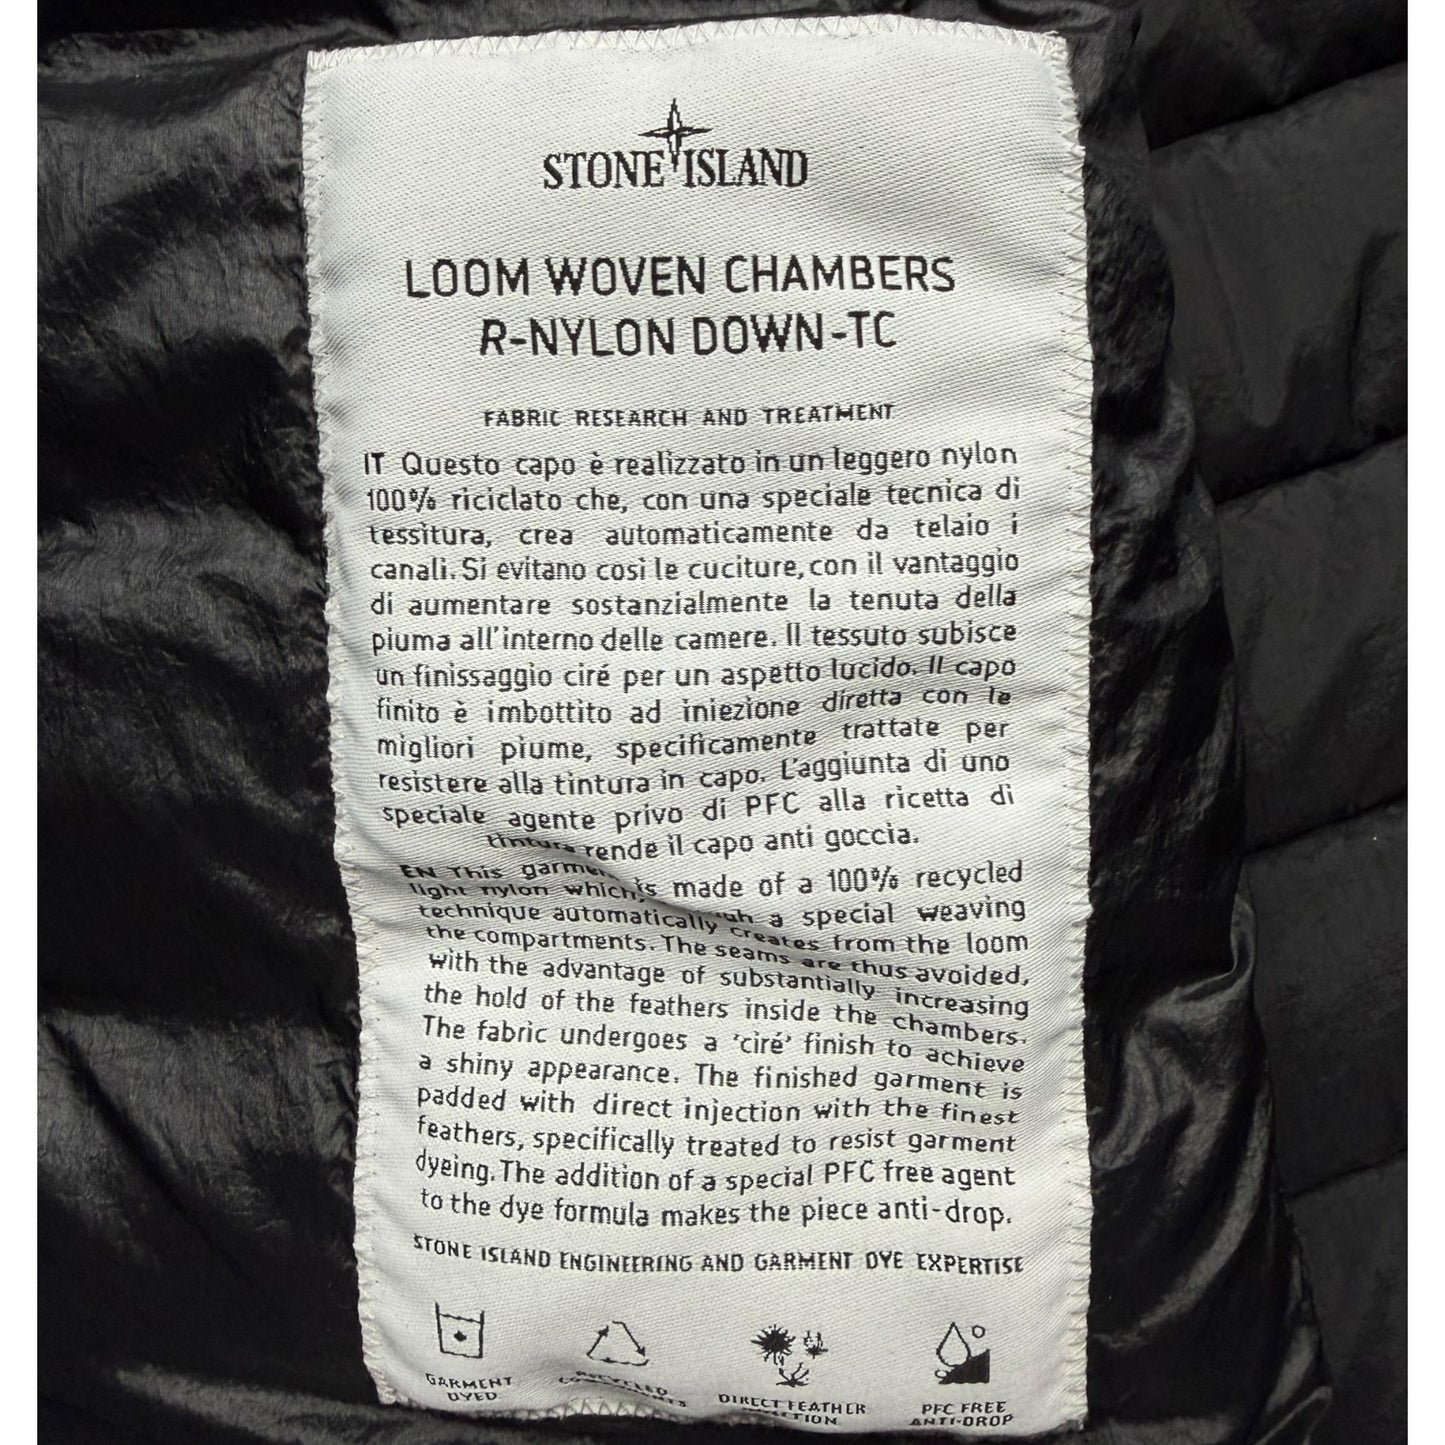 STONE ISLAND
LOOM WOVEN CHAMBERS
R-NYLON DOWN-TC
FABRIC RESEARCH AND TREATMENT
IT Questo capo è realizzato in un leggero nylon
100% riciclato che, con una speciale tecnica di
tessitura, crea automaticamente da telaio i
canali. Si evitano così le cuciture, con il vantaggio
di aumentare sostanzialmente la tenuta della
piuma all'interno delle camere. Il tessuto subisce
un finissaggio ciré per un aspetto lucido. Il capo
finito è imbottito ad iniezione diretta con le
migliori piume, specificamente trattate per
resistere alla tintura in capo. L'aggiunta di uno
speciale agente privo di PFC alla ricetta di
tintura rende il capo anti goccia.
EN This is made of a 100% recycled
light nylon which, a special weaving
technique automatically creates from the loom
the compartments. The seams are thus avoided,
with the advantage of substantially increasing
the hold of the feathers inside the chambers.
The fabric undergoes a 'ciré' finish to achieve
a shiny appearance. The finished garment is
padded with direct injection with the finest
feathers, specifically treated to resist garment
dyeing. The addition of a special PFC free agent
to the dye formula makes the piece anti-drop.
STONE ISLAND ENGINEERING AND GARMENT DYE EXPERTISE
GARMENT
DYED
RECYCLED
DIRECT FEATHER
PFC FREE
ANTI-DROP